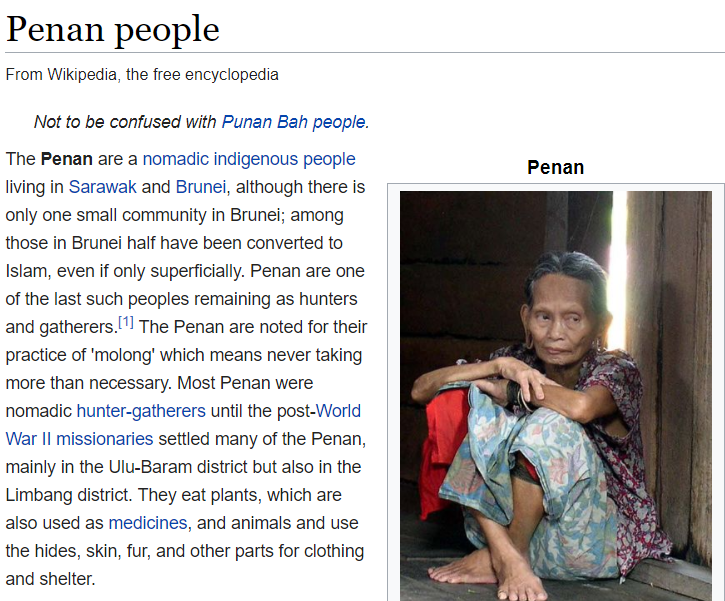 Penan people
From Wikipedia, the free encyclopedia
Not to be confused with Punan Bah people.
The Penan are a nomadic indigenous people
living in Sarawak and Brunei, although there is
only one small community in Brunei; among
those in Brunei half have been converted to
Islam, even if only superficially. Penan are one
of the last such peoples remaining as hunters
and gatherers.[1] The Penan are noted for their
practice of 'molong' which means never taking
more than necessary. Most Penan were
nomadic hunter-gatherers until the post-World
War II missionaries settled many of the Penan,
mainly in the Ulu-Baram district but also in the
Limbang district. They eat plants, which are
also used as medicines, and animals and use
the hides, skin, fur, and other parts for clothing
and shelter.
Penan